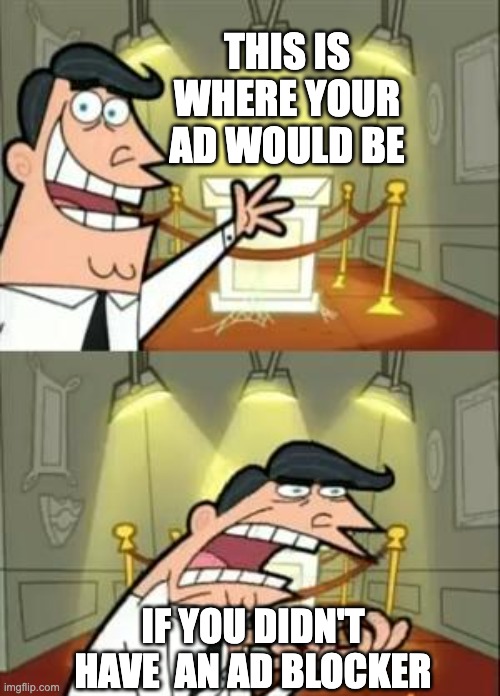 THIS IS
WHERE YOUR
AD WOULD BE
IF YOU DIDN'T
HAVE  AN AD BLOCKER
imgflip.com